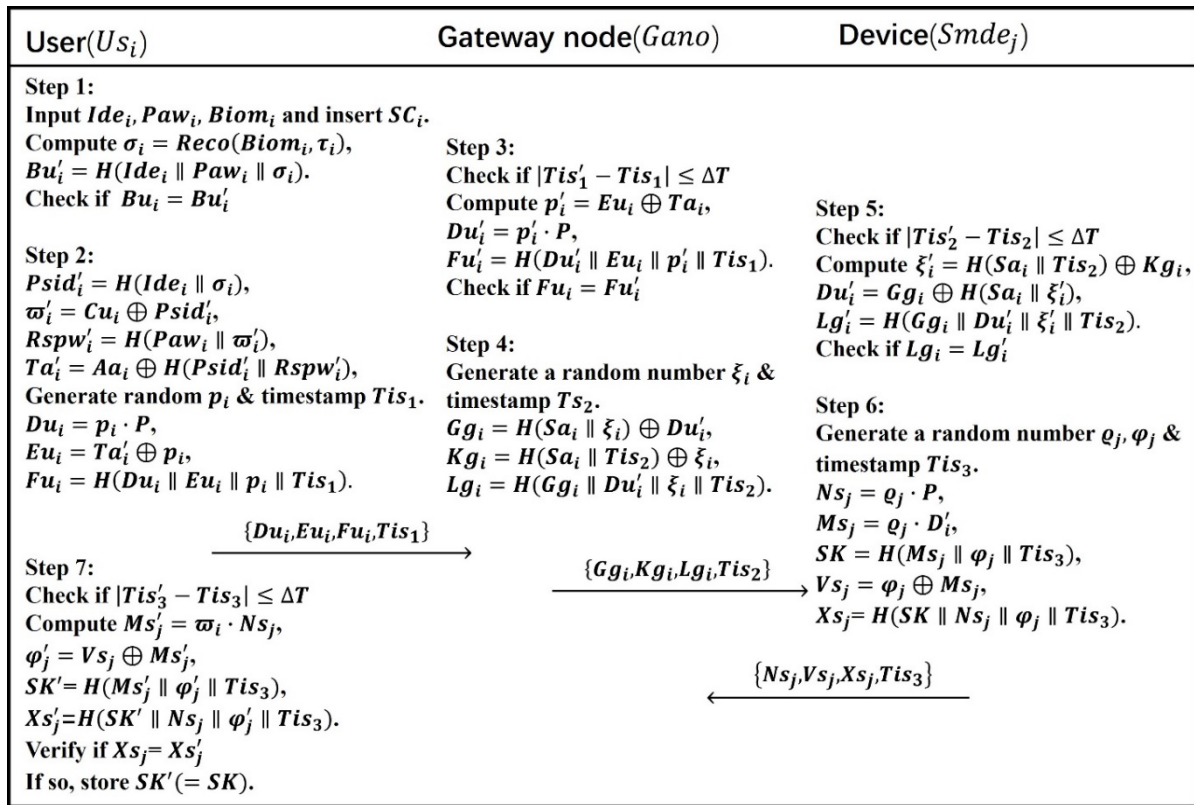 User(Us_i)
Gateway node(Gano)
Device(Smde_j)
Step 1:
Input Ide_i, Paw_i, Biom_i and insert SC_i.
Compute σ_i = Reco(Biom_i, τ_i),
Bu′_i = H(Ide_i ∥ Paw_i ∥ σ_i).
Check if Bu_i = Bu′_i
Step 2:
Psid′_i = H(Ide_i ∥ σ_i),
ϖ′_i = Cu_i ⊕ Psid′_i,
Rspw′_i = H(Paw_i ∥ ϖ′_i),
Ta′_i = Aa_i ⊕ H(Psid′_i ∥ Rspw′_i),
Generate random p_i & timestamp Tis_1.
Du_i = p_i · P,
Eu_i = Ta′_i ⊕ p_i,
Fu_i = H(Du_i ∥ Eu_i ∥ p_i ∥ Tis_1).
{Du_i,Eu_i,Fu_i,Tis_1}
Step 3:
Check if |Tis′_1 − Tis_1| ≤ ΔT
Compute p′_i = Eu_i ⊕ Ta_i,
Du′_i = p′_i · P,
Fu′_i = H(Du′_i ∥ Eu_i ∥ p′_i ∥ Tis_1).
Check if Fu_i = Fu′_i
Step 4:
Generate a random number ξ_i &
timestamp Ts_2.
Gg_i = H(Sa_i ∥ ξ_i) ⊕ Du′_i,
Kg_i = H(Sa_i ∥ Tis_2) ⊕ ξ_i,
Lg_i = H(Gg_i ∥ Du′_i ∥ ξ_i ∥ Tis_2).
{Gg_i,Kg_i,Lg_i,Tis_2}
Step 5:
Check if |Tis′_2 − Tis_2| ≤ ΔT
Compute ξ′_i = H(Sa_i ∥ Tis_2) ⊕ Kg_i,
Du′_i = Gg_i ⊕ H(Sa_i ∥ ξ′_i),
Lg′_i = H(Gg_i ∥ Du′_i ∥ ξ′_i ∥ Tis_2).
Check if Lg_i = Lg′_i
Step 6:
Generate a random number ϱ_j, φ_j &
timestamp Tis_3.
Ns_j = ϱ_j · P,
Ms_j = ϱ_j · D′_i,
SK = H(Ms_j ∥ φ_j ∥ Tis_3),
Vs_j = φ_j ⊕ Ms_j,
Xs_j= H(SK ∥ Ns_j ∥ φ_j ∥ Tis_3).
{Ns_j,Vs_j,Xs_j,Tis_3}
Step 7:
Check if |Tis′_3 − Tis_3| ≤ ΔT
Compute Ms′_j = ϖ_i · Ns_j,
φ′_j = Vs_j ⊕ Ms′_j,
SK′= H(Ms′_j ∥ φ′_j ∥ Tis_3),
Xs′_j=H(SK′ ∥ Ns_j ∥ φ′_j ∥ Tis_3).
Verify if Xs_j= Xs′_j
If so, store SK′(= SK).